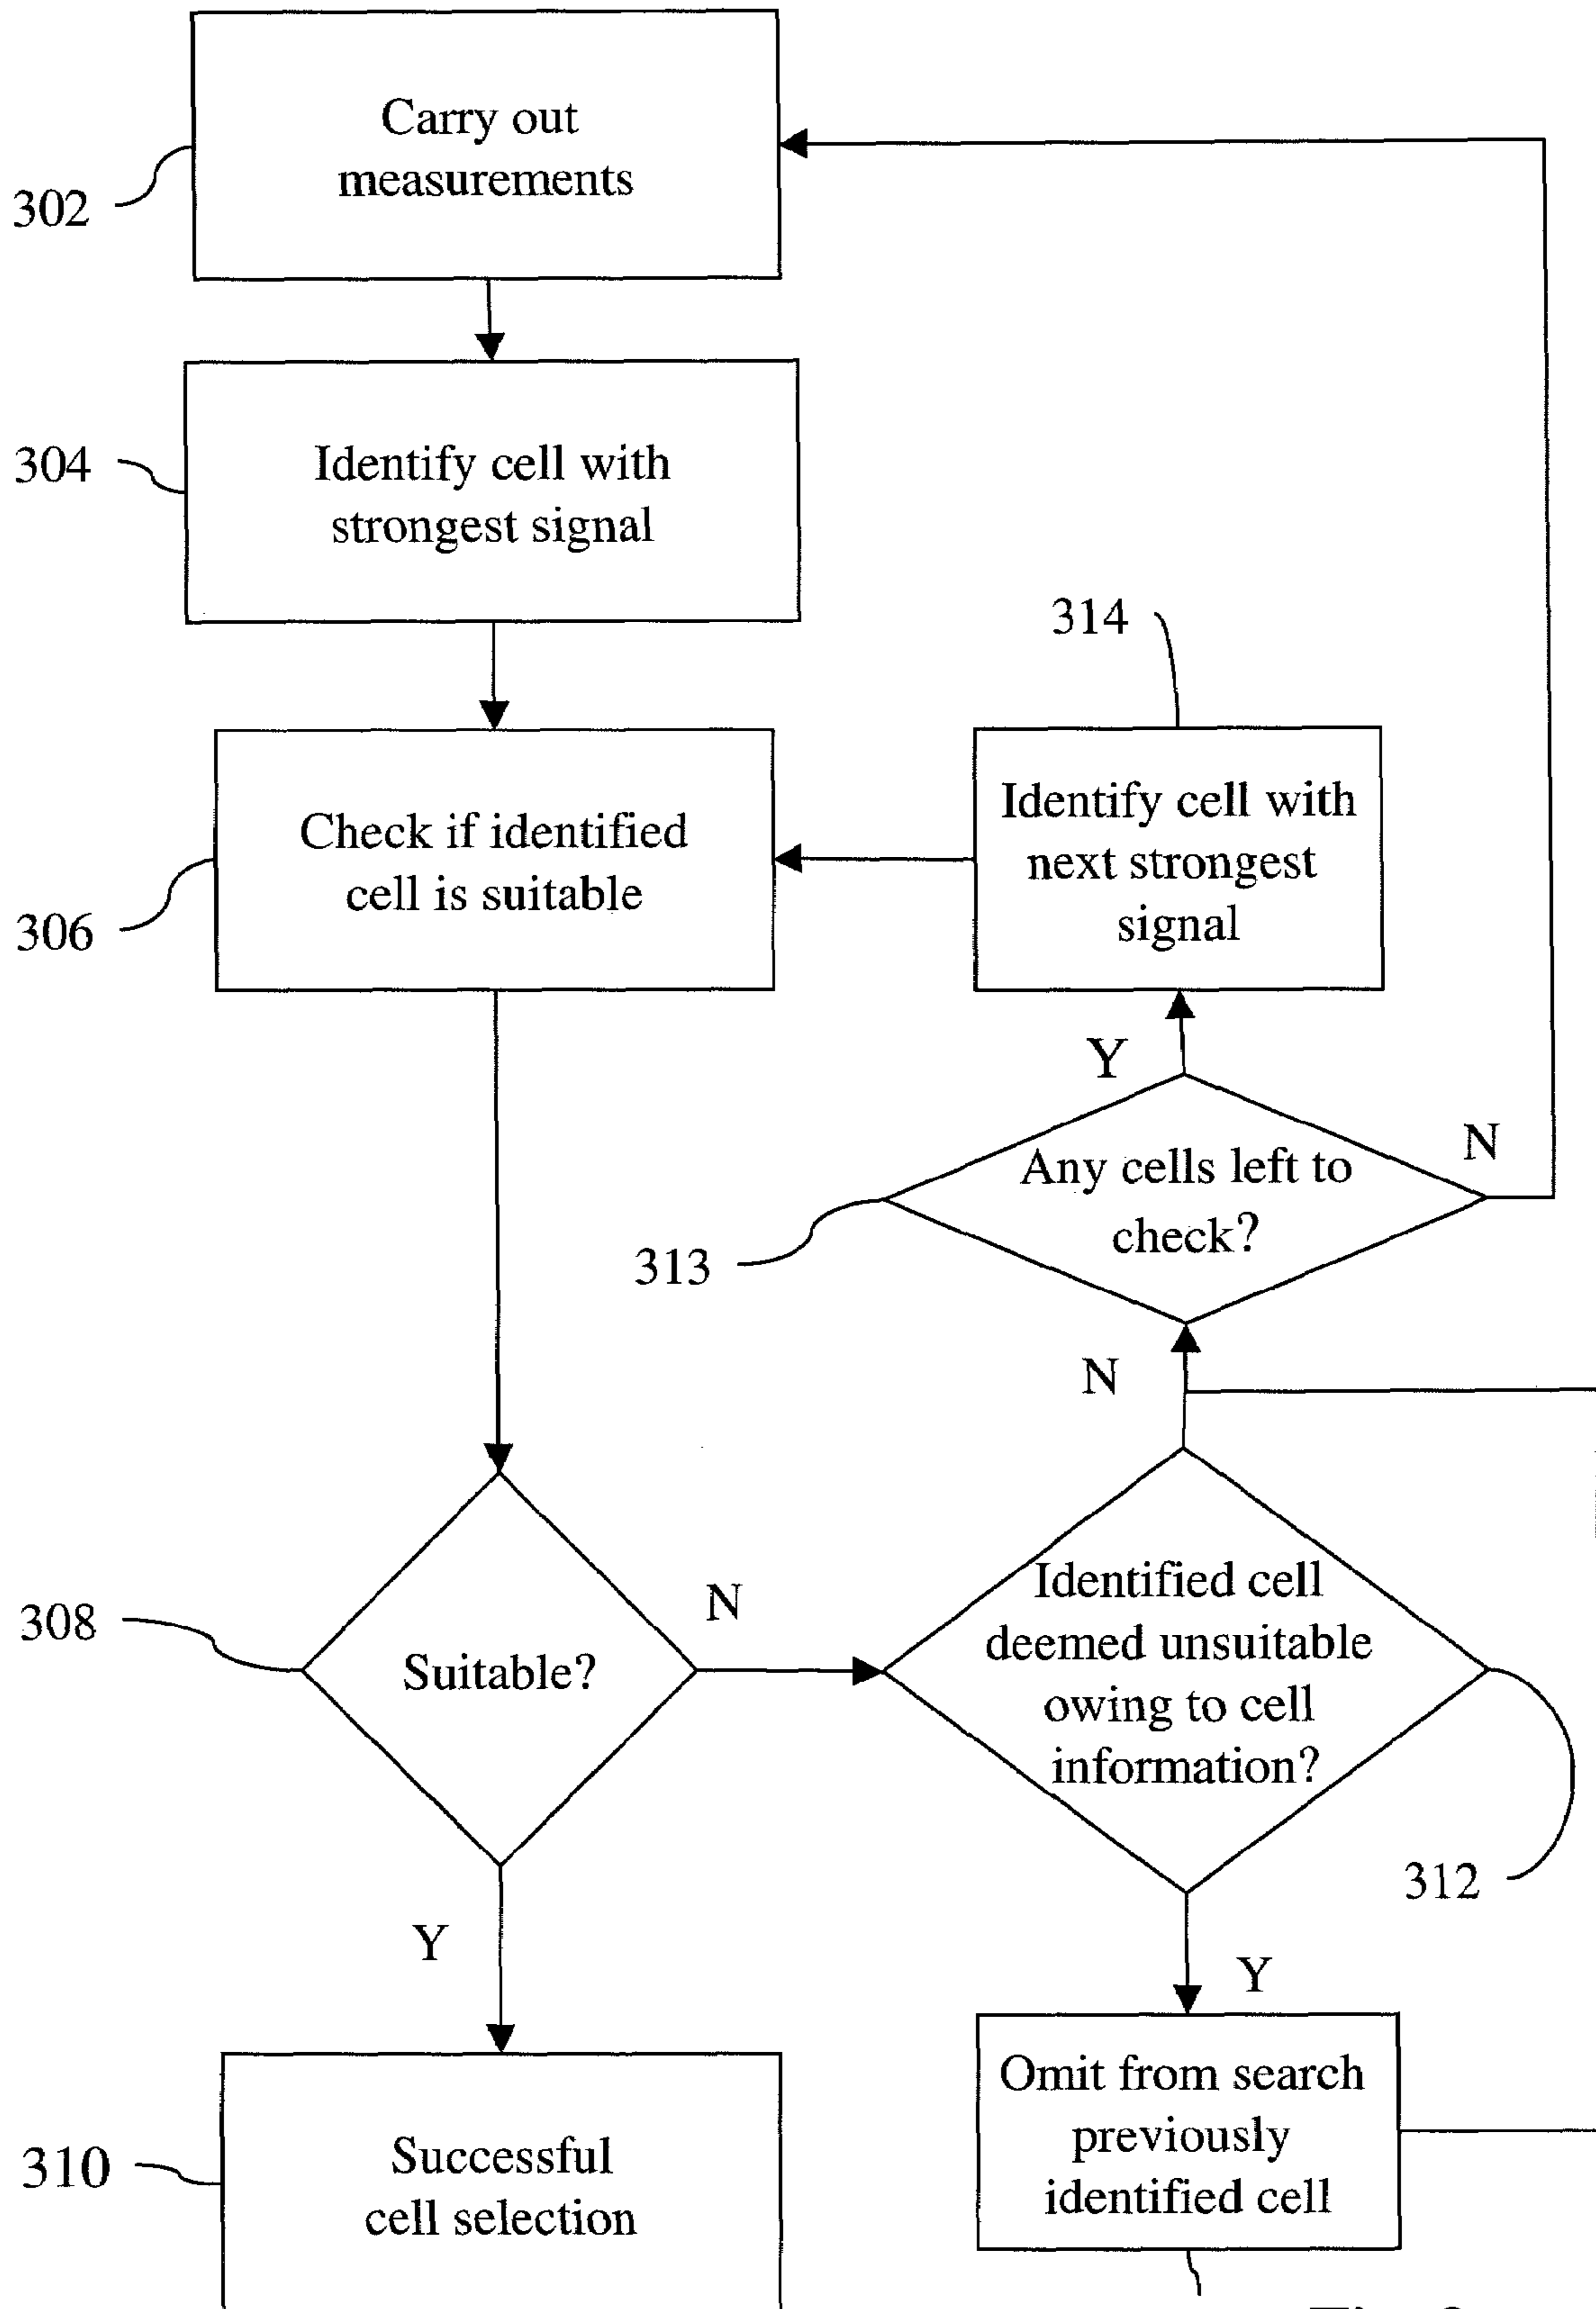 Carry out
measurements
302
304
Identify cell with
strongest signal
314
Check if identified
cell is suitable
306
Identify cell with
next strongest
signal
Y
N
Any cells left to
check?
313
N
308
Suitable?
N
Identified cell
deemed unsuitable
owing to cell
information?
312
Y
Y
310
Successful
cell selection
Omit from search
previously
identified cell